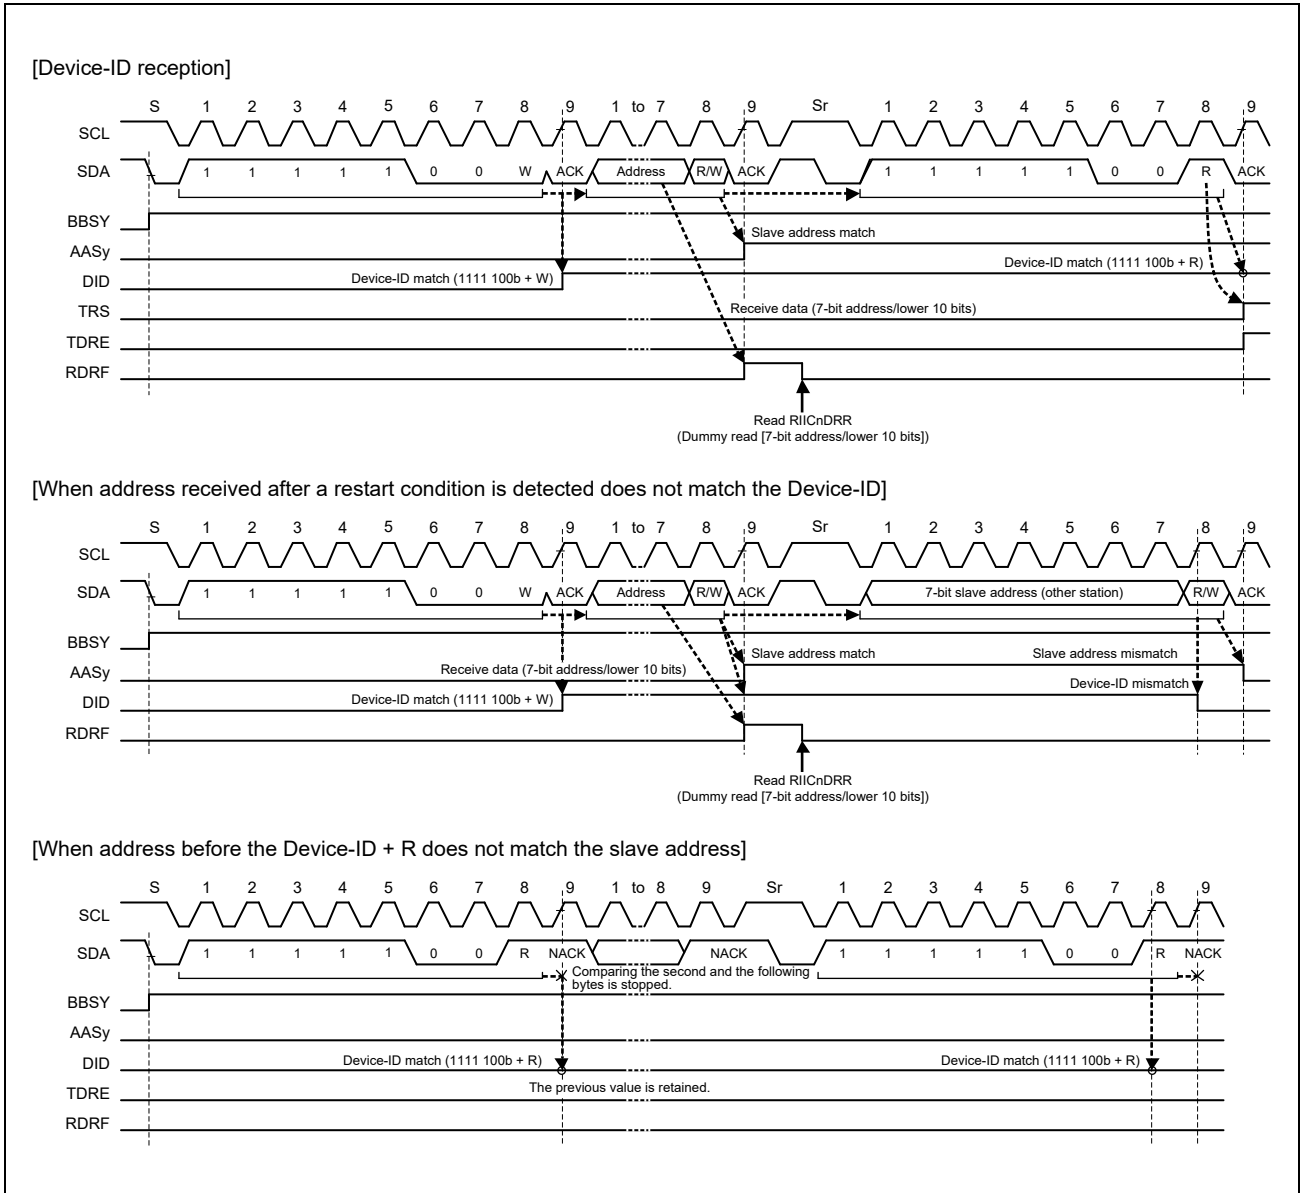 [Device-ID reception]
S 1 2 3 4 5 6 7 8 9 1 to 7 8 9 Sr 1 2 3 4 5 6 7 8 9
SCL
SDA 1 1 1 1 1 0 0 W ACK Address R/W ACK 1 1 1 1 1 0 0 R ACK
BBSY
Slave address match
AASy
Device-ID match (1111 100b + R)
DID Device-ID match (1111 100b + W)
TRS Receive data (7-bit address/lower 10 bits)
TDRE
RDRF
Read RIICnDRR
(Dummy read [7-bit address/lower 10 bits])
[When address received after a restart condition is detected does not match the Device-ID]
S 1 2 3 4 5 6 7 8 9 1 to 7 8 9 Sr 1 2 3 4 5 6 7 8 9
SCL
SDA 1 1 1 1 1 0 0 W ACK Address R/W ACK 7-bit slave address (other station) R/W ACK
BBSY
Slave address match Slave address mismatch
AASy Receive data (7-bit address/lower 10 bits)
Device-ID mismatch
DID Device-ID match (1111 100b + W)
RDRF
Read RIICnDRR
(Dummy read [7-bit address/lower 10 bits])
[When address before the Device-ID + R does not match the slave address]
S 1 2 3 4 5 6 7 8 9 1 to 8 9 Sr 1 2 3 4 5 6 7 8 9
SCL
SDA 1 1 1 1 1 0 0 R NACK NACK 1 1 1 1 1 0 0 R NACK
Comparing the second and the following
bytes is stopped.
BBSY
AASy
DID Device-ID match (1111 100b + R) Device-ID match (1111 100b + R)
The previous value is retained.
TDRE
RDRF